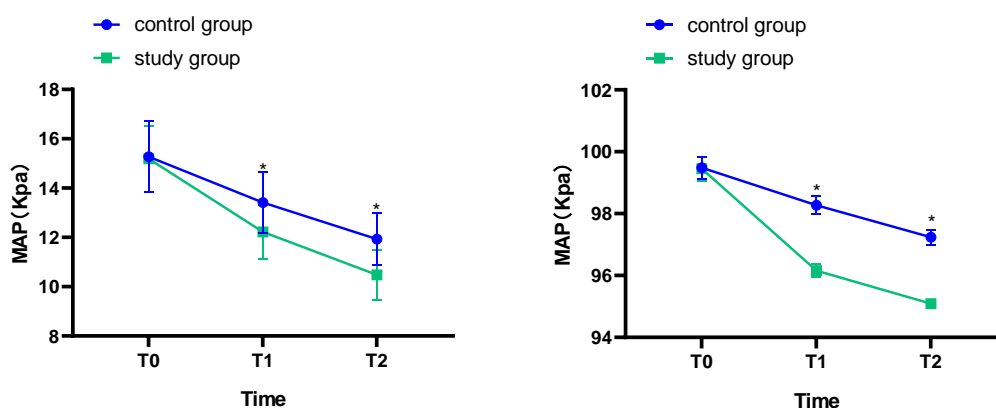 control group
study group
18
16
14
12
10
8
MAP（Kpa）
*
*
T0 T1 T2
Time
control group
study group
102
100
98
96
94
MAP（Kpa）
*
*
T0 T1 T2
Time